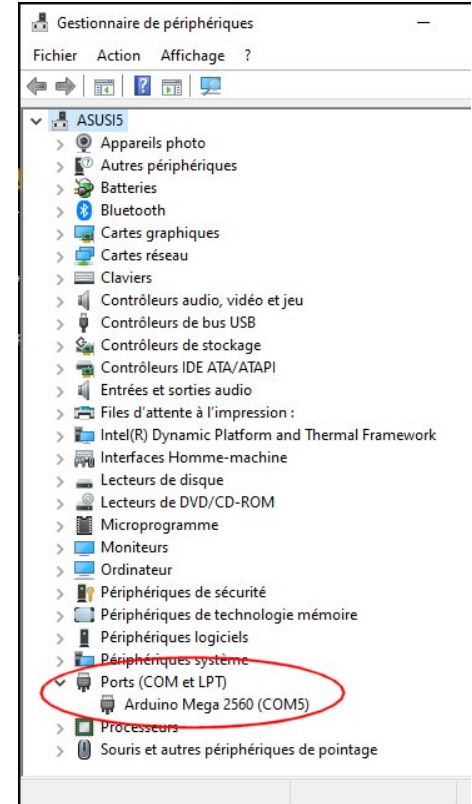 Gestionnaire de périphériques
Fichier Action Affichage ?
ASUSI5
Appareils photo
Autres périphériques
Batteries
Bluetooth
Cartes graphiques
Cartes réseau
Claviers
Contrôleurs audio, vidéo et jeu
Contrôleurs de bus USB
Contrôleurs de stockage
Contrôleurs IDE ATA/ATAPI
Entrées et sorties audio
Files d'attente à l'impression :
Intel(R) Dynamic Platform and Thermal Framework
Interfaces Homme-machine
Lecteurs de disque
Lecteurs de DVD/CD-ROM
Microprogramme
Moniteurs
Ordinateur
Périphériques de sécurité
Périphériques de technologie mémoire
Périphériques logiciels
Périphériques système
Ports (COM et LPT)
Arduino Mega 2560 (COM5)
Processeurs
Souris et autres périphériques de pointage